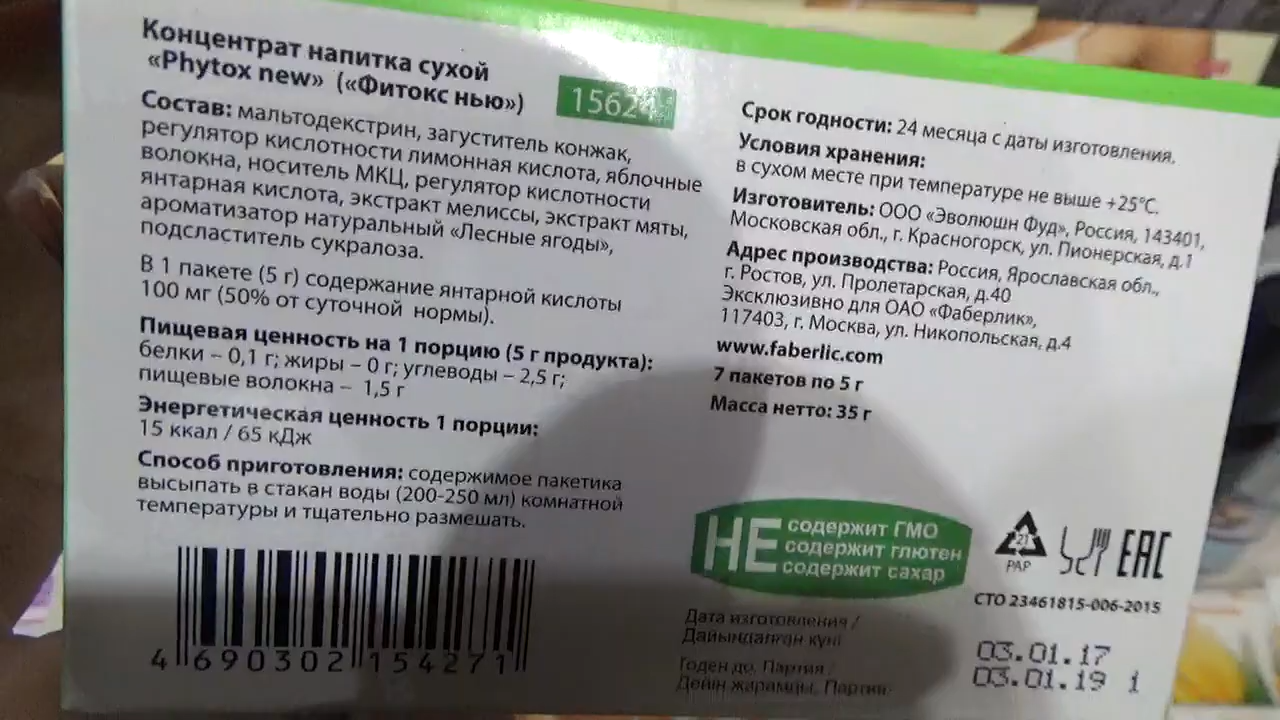 Концентрат напитка сухой
«Phytox new» («Фитокс нью»)
Состав: мальтодекстрин, загуститель конжак,
регулятор кислотности лимонная кислота, яблочные
волокна, носитель МКЦ, регулятор кислотности
янтарная кислота, экстракт мелиссы, экстракт мяты,
ароматизатор натуральный «Лесные ягоды»,
подсластитель сукралоза.
В 1 пакете (5 г) содержание янтарной кислоты
100 мг (50% от суточной нормы).
Пищевая ценность на 1 порцию (5 г продукта):
белки – 0,1 г; жиры – 0 г; углеводы – 2,5 г;
пищевые волокна – 1,5 г
Энергетическая ценность 1 порции:
15 ккал / 65 кДж
Способ приготовления: содержимое пакетика
высыпать в стакан воды (200-250 мл) комнатной
температуры и тщательно размешать.
4 690302 154271
Срок годности: 24 месяца с даты изготовления.
Условия хранения:
в сухом месте при температуре не выше +25°С.
Изготовитель: ООО «Эволюшн Фуд», Россия, 143401,
Московская обл., г. Красногорск, ул. Пионерская, д.1
Адрес производства: Россия, Ярославская обл.,
г. Ростов, ул. Пролетарская, д.40
Эксклюзивно для ОАО «Фаберлик»,
117403, г. Москва, ул. Никопольская, д.4
www.faberlic.com
7 пакетов по 5 г
Масса нетто: 35 г
НЕ содержит ГМО
содержит глютен
содержит сахар
21
PAP
EAC
СТО 23461815-006-2015
Дата изготовления /
Дайындалған күні
Годен до, Партия /
Дейін жарамды, Партия
03.01.17
03.01.19 1